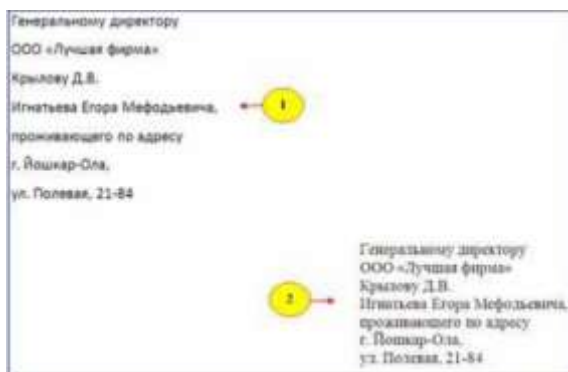 Генеральному директору
ООО «Лучшая фирма»
Крылову Д.В.
Игнатьева Егора Мефодьевича,
проживающего по адресу
г. Йошкар-Ола,
ул. Полевая, 21-84
1
2
Генеральному директору
ООО «Лучшая фирма»
Крылову Д.В.
Игнатьева Егора Мефодьевича,
проживающего по адресу
г. Йошкар-Ола,
ул. Полевая, 21-84